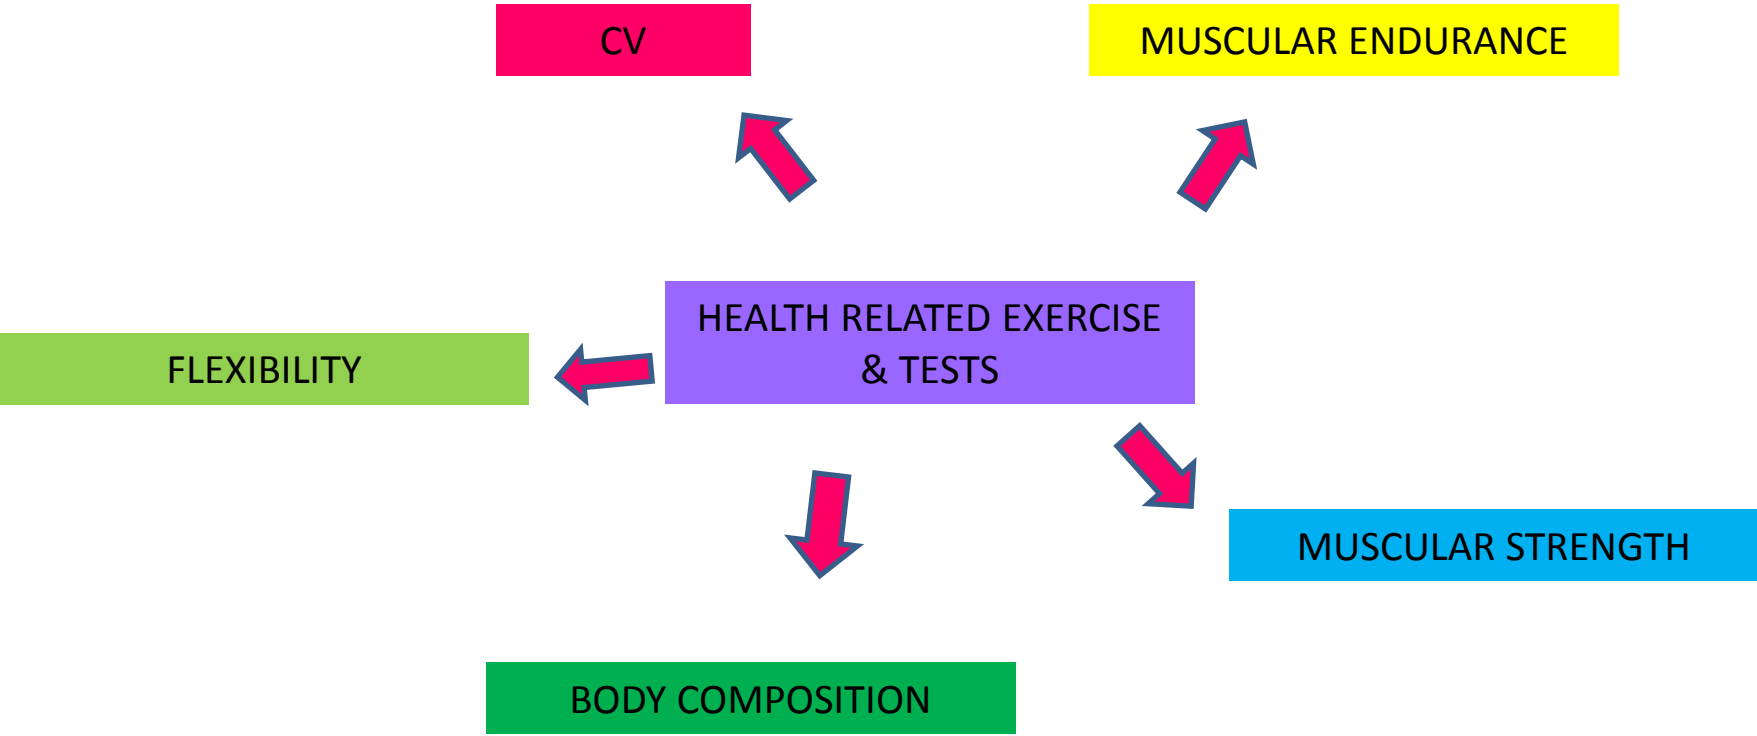 CV
MUSCULAR ENDURANCE
HEALTH RELATED EXERCISE
& TESTS
FLEXIBILITY
MUSCULAR STRENGTH
BODY COMPOSITION